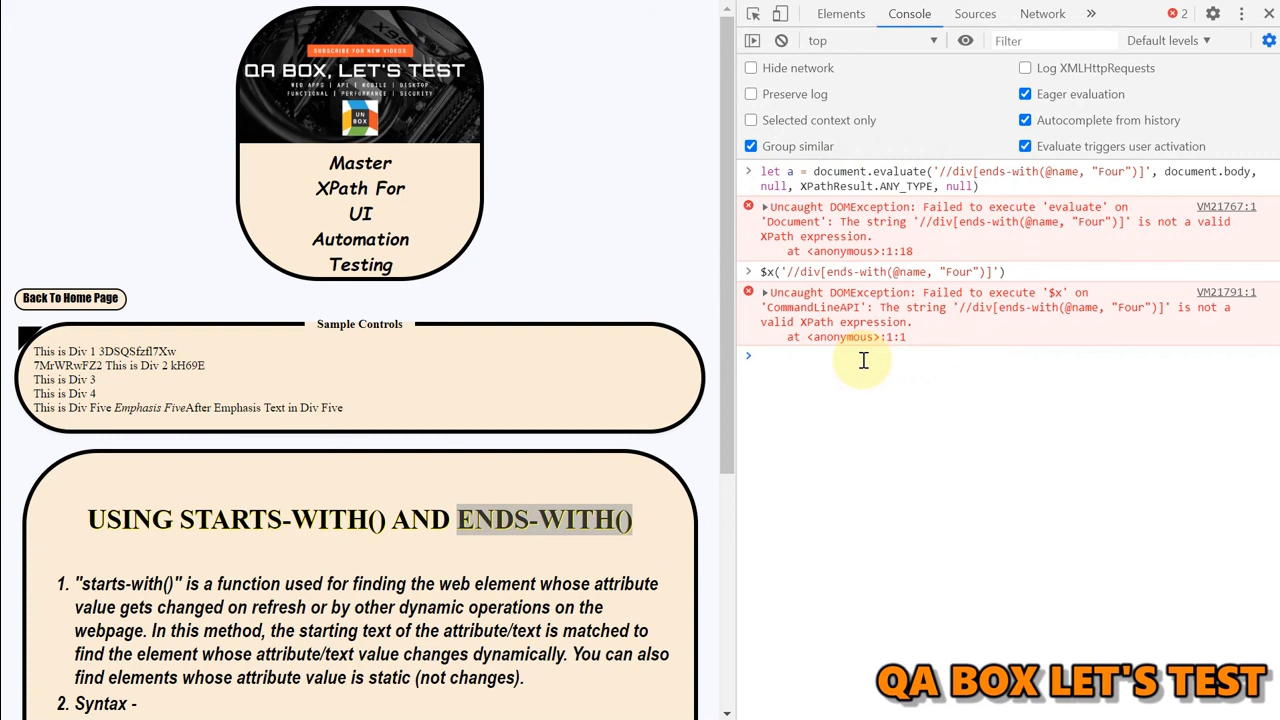 SUBSCRIBE FOR NEW VIDEOS
QA BOX, LET'S TEST
WEB APPS | API | MOBILE | DESKTOP
FUNCTIONAL | PERFORMANCE | SECURITY
UN
BOX
Master
XPath For
UI
Automation
Testing
Back To Home Page
Sample Controls
This is Div 1 3DSQSfzfl7Xw
7MrWRwFZ2 This is Div 2 kH69E
This is Div 3
This is Div 4
This is Div Five Emphasis FiveAfter Emphasis Text in Div Five
USING STARTS-WITH() AND ENDS-WITH()
1. "starts-with()" is a function used for finding the web element whose attribute
value gets changed on refresh or by other dynamic operations on the
webpage. In this method, the starting text of the attribute/text is matched to
find the element whose attribute/text value changes dynamically. You can also
find elements whose attribute value is static (not changes).
2. Syntax -
Elements Console Sources Network » 2
top Filter Default levels
Hide network Log XMLHttpRequests
Preserve log Eager evaluation
Selected context only Autocomplete from history
Group similar Evaluate triggers user activation
> let a = document.evaluate('//div[ends-with(@name, "Four")]', document.body,
null, XPathResult.ANY_TYPE, null)
Uncaught DOMException: Failed to execute 'evaluate' on VM21767:1
'Document': The string '//div[ends-with(@name, "Four")]' is not a valid
XPath expression.
at <anonymous>:1:18
> $x('//div[ends-with(@name, "Four")]')
Uncaught DOMException: Failed to execute '$x' on VM21791:1
'CommandLineAPI': The string '//div[ends-with(@name, "Four")]' is not a
valid XPath expression.
at <anonymous>:1:1
>
QA BOX LET'S TEST